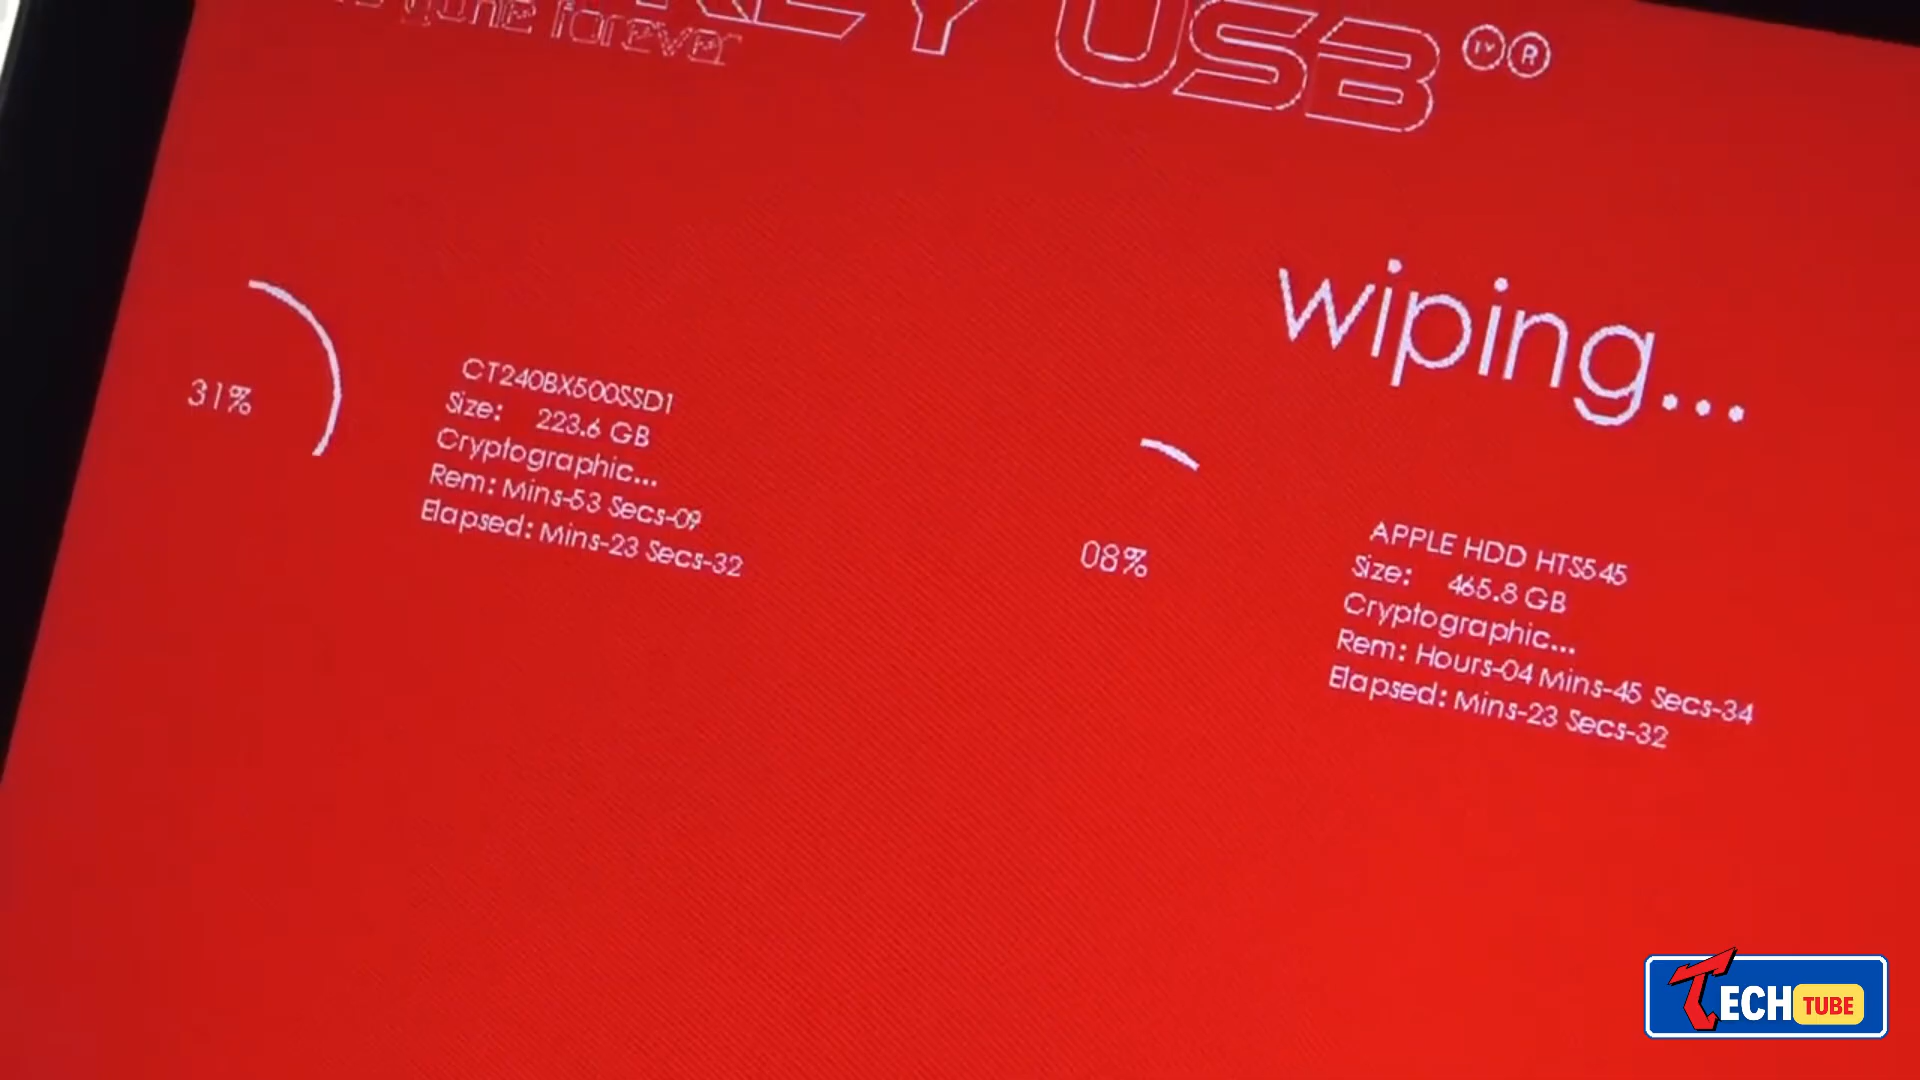 KEY USB TM R
gone forever
wiping...
31%
CT240BX500SSD1
Size: 223.6 GB
Cryptographic...
Rem: Mins-53 Secs-09
Elapsed: Mins-23 Secs-32
08%
APPLE HDD HTS545
Size: 465.8 GB
Cryptographic...
Rem: Hours-04 Mins-45 Secs-34
Elapsed: Mins-23 Secs-32
TECH TUBE